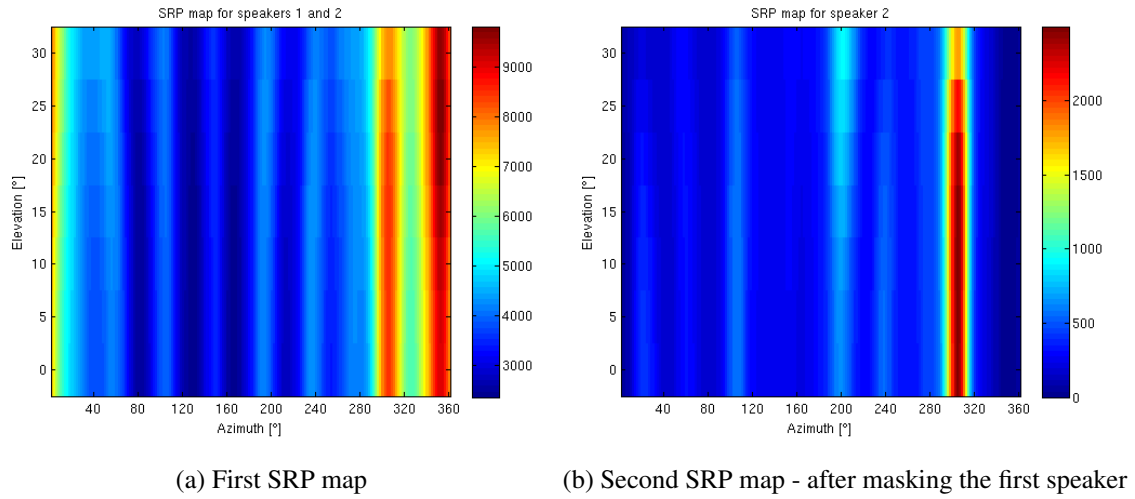 SRP map for speakers 1 and 2
30
25
20
15
10
5
0
Elevation [°]
40 80 120 160 200 240 280 320 360
Azimuth [°]
9000
8000
7000
6000
5000
4000
3000
(a) First SRP map
SRP map for speaker 2
30
25
20
15
10
5
0
Elevation [°]
40 80 120 160 200 240 280 320 360
Azimuth [°]
2000
1500
1000
500
0
(b) Second SRP map - after masking the first speaker